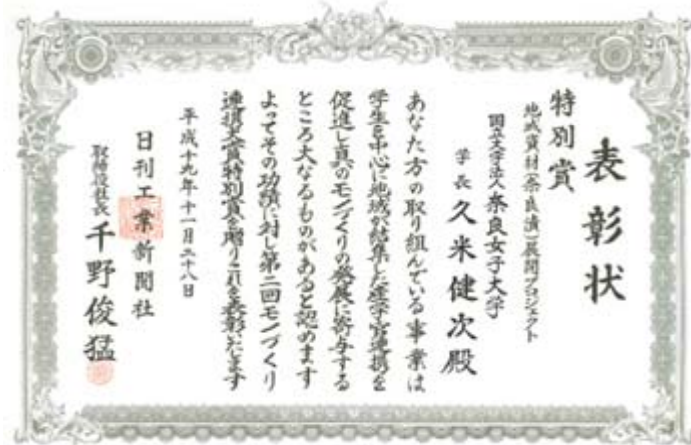 表彰状
特別賞
地域資材(奈良漬)展開プロジェクト
国立大学法人奈良女子大学
学長 久米健次殿
あなた方の取り組んでいる事業は
学生を中心に地域が結集した産学官連携を
促進し真のモノづくりの発展に寄与する
ところ大なるものがあると認めます
よってその功績に対し第二回モノづくり
連携大賞特別賞を贈りこれを表彰いたします
平成十九年十一月二十八日
日刊工業新聞社
取締役社長 千野俊猛